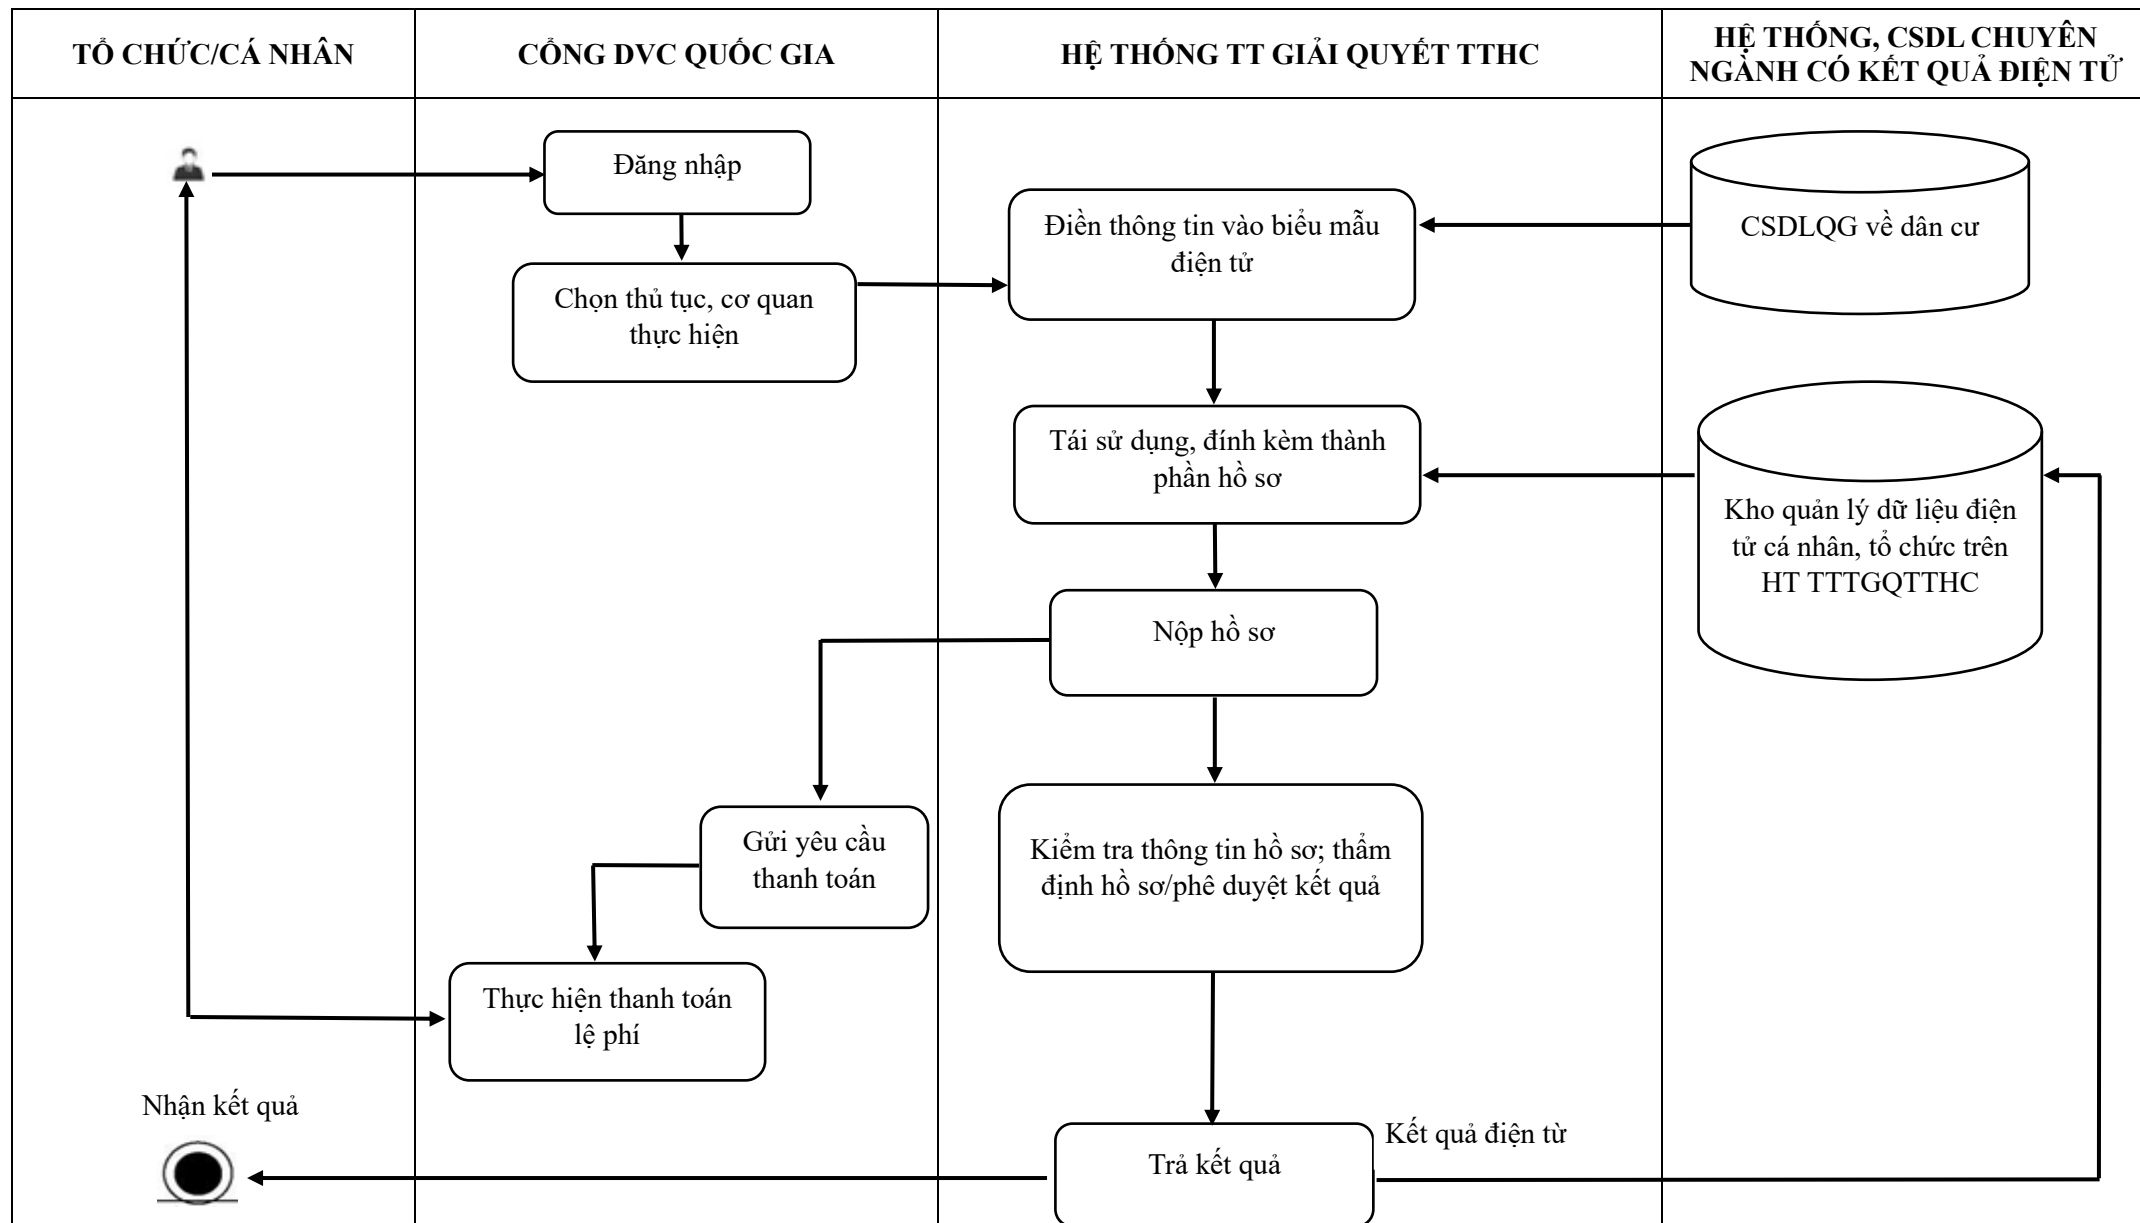 TỔ CHỨC/CÁ NHÂN
CỔNG DVC QUỐC GIA
HỆ THỐNG TT GIẢI QUYẾT TTHC
HỆ THỐNG, CSDL CHUYÊN
NGÀNH CÓ KẾT QUẢ ĐIỆN TỬ
Đăng nhập
Chọn thủ tục, cơ quan
thực hiện
Điền thông tin vào biểu mẫu
điện tử
CSDLQG về dân cư
Tái sử dụng, đính kèm thành
phần hồ sơ
Kho quản lý dữ liệu điện
tử cá nhân, tổ chức trên
HT TTTGQTTHC
Nộp hồ sơ
Gửi yêu cầu
thanh toán
Kiểm tra thông tin hồ sơ; thẩm
định hồ sơ/phê duyệt kết quả
Thực hiện thanh toán
lệ phí
Nhận kết quả
Trả kết quả
Kết quả điện từ